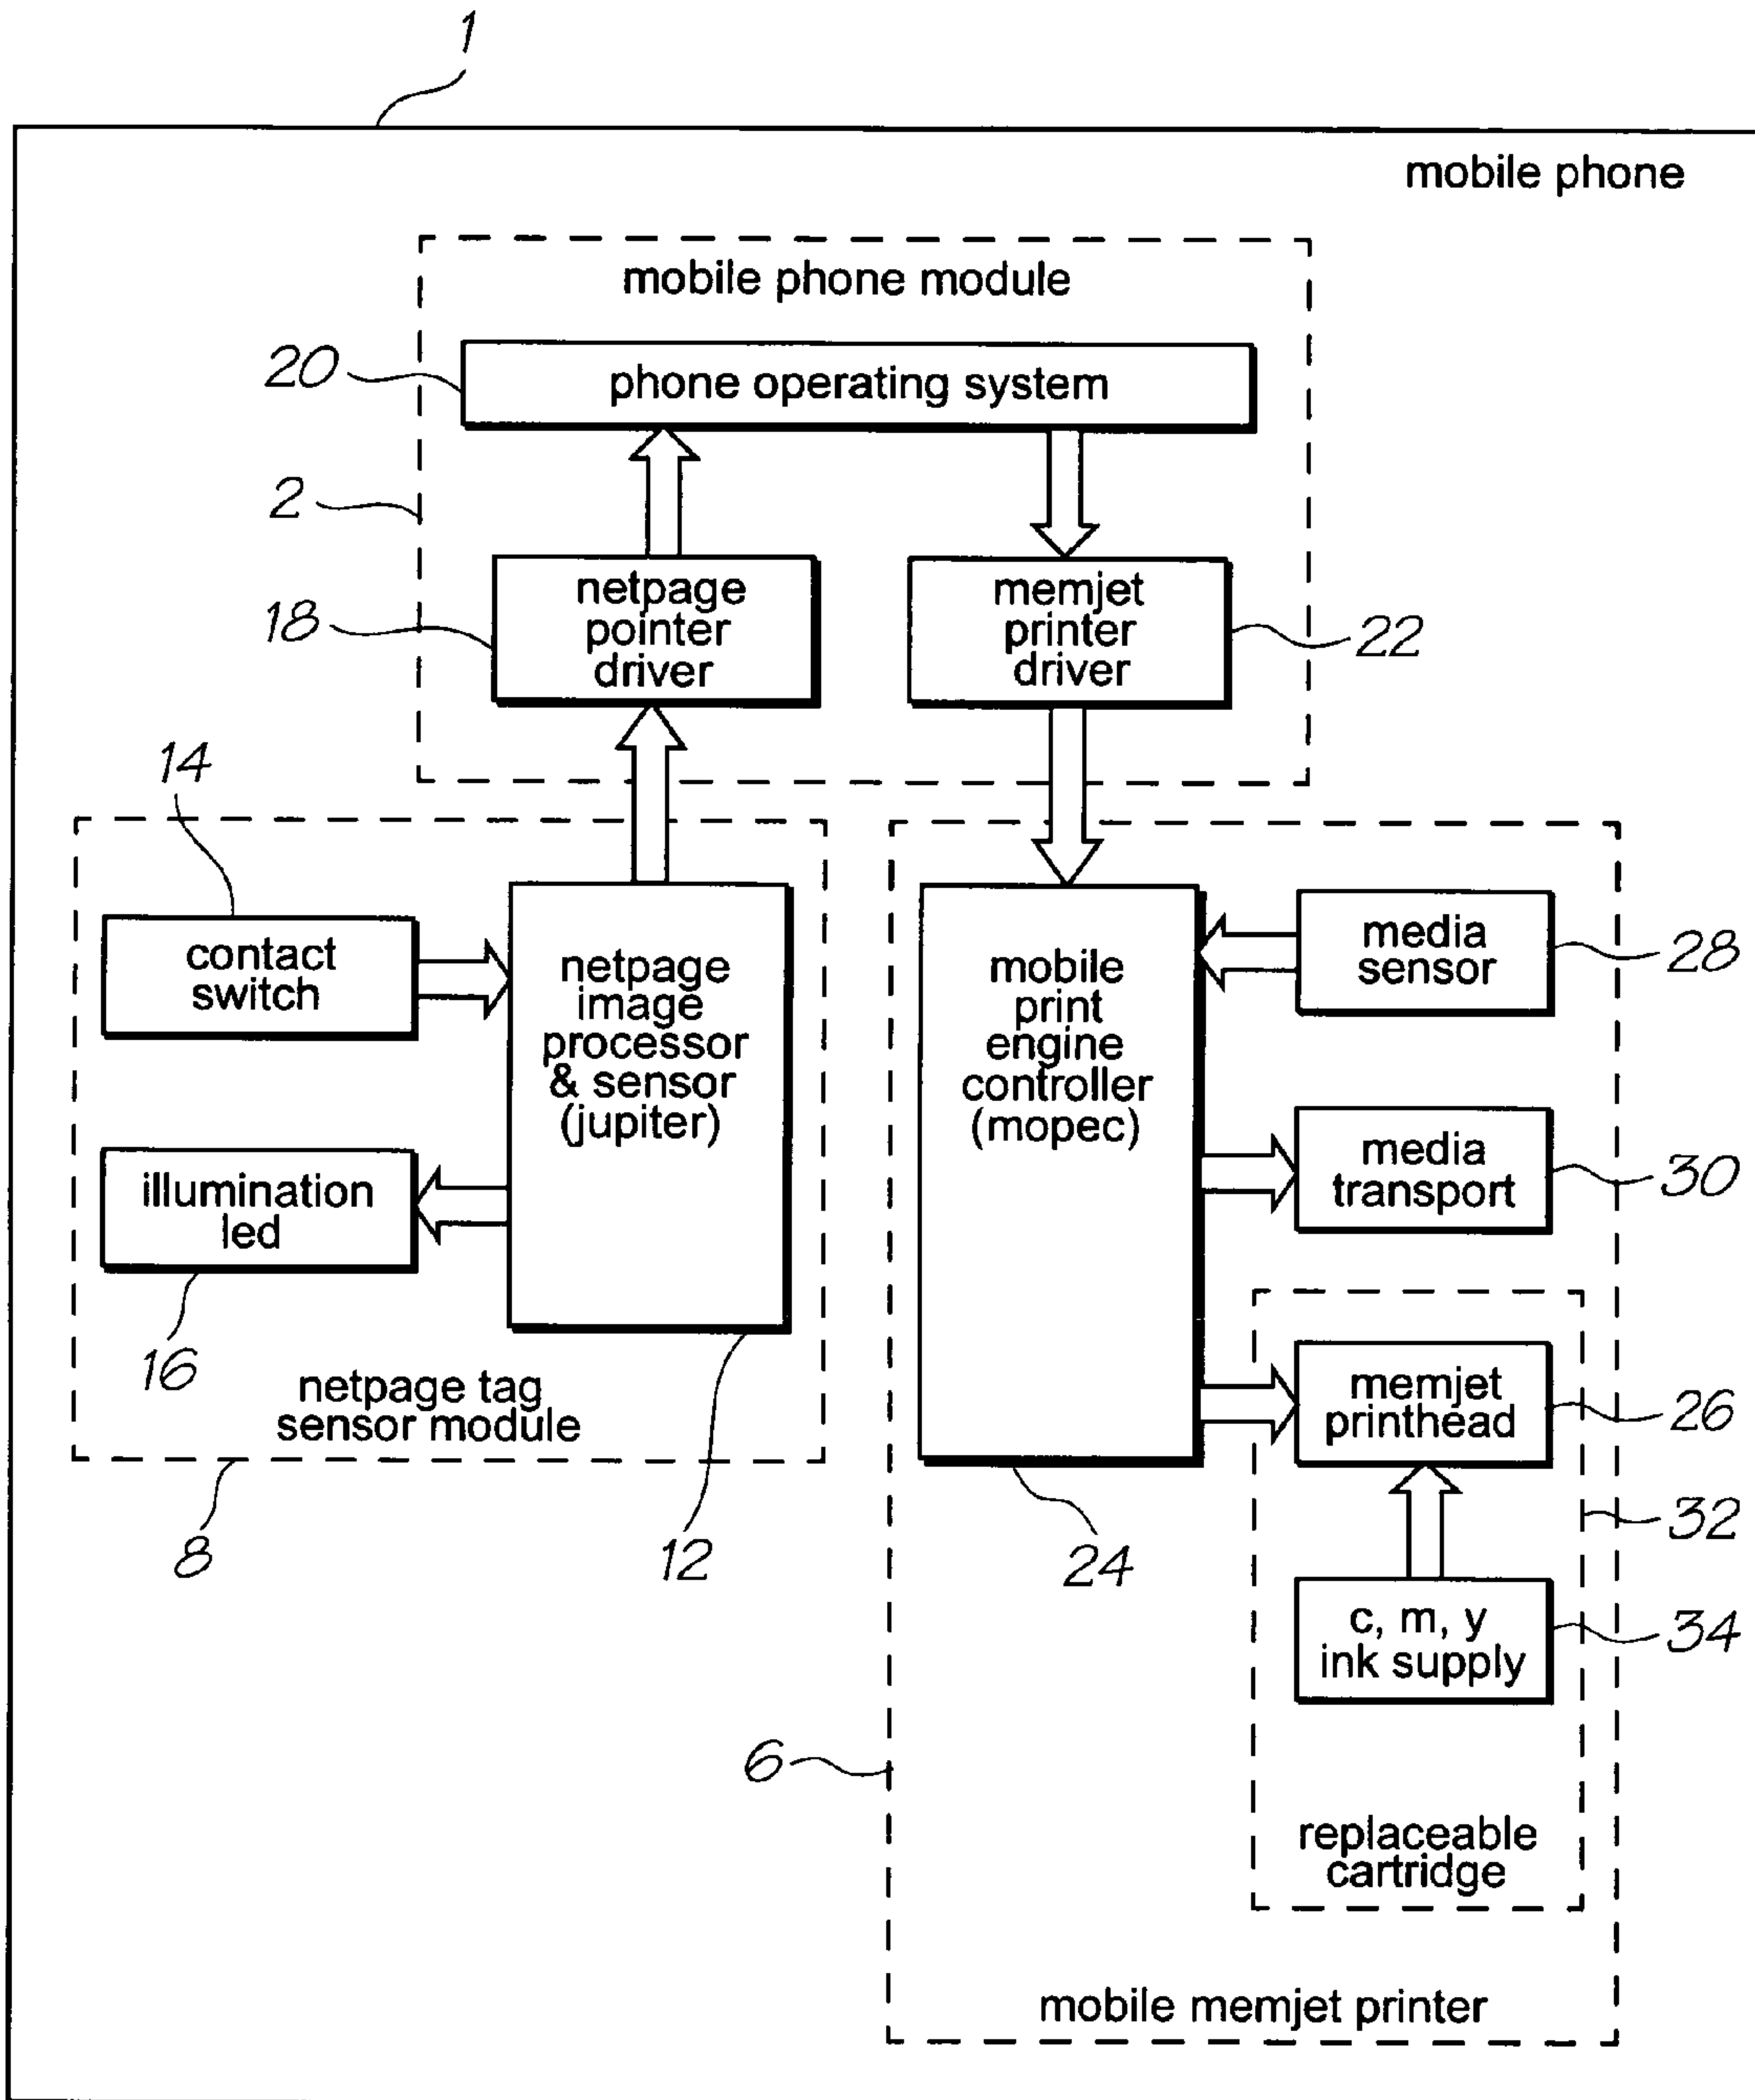 1
mobile phone
mobile phone module
20
phone operating system
2
18
netpage
pointer
driver
memjet
printer
driver
22
14
contact
switch
netpage
image
processor
& sensor
(jupiter)
illumination
led
16
netpage tag
sensor module
8
12
mobile
print
engine
controller
(mopec)
24
media
sensor
28
media
transport
30
memjet
printhead
26
32
c, m, y
ink supply
34
6
replaceable
cartridge
mobile memjet printer